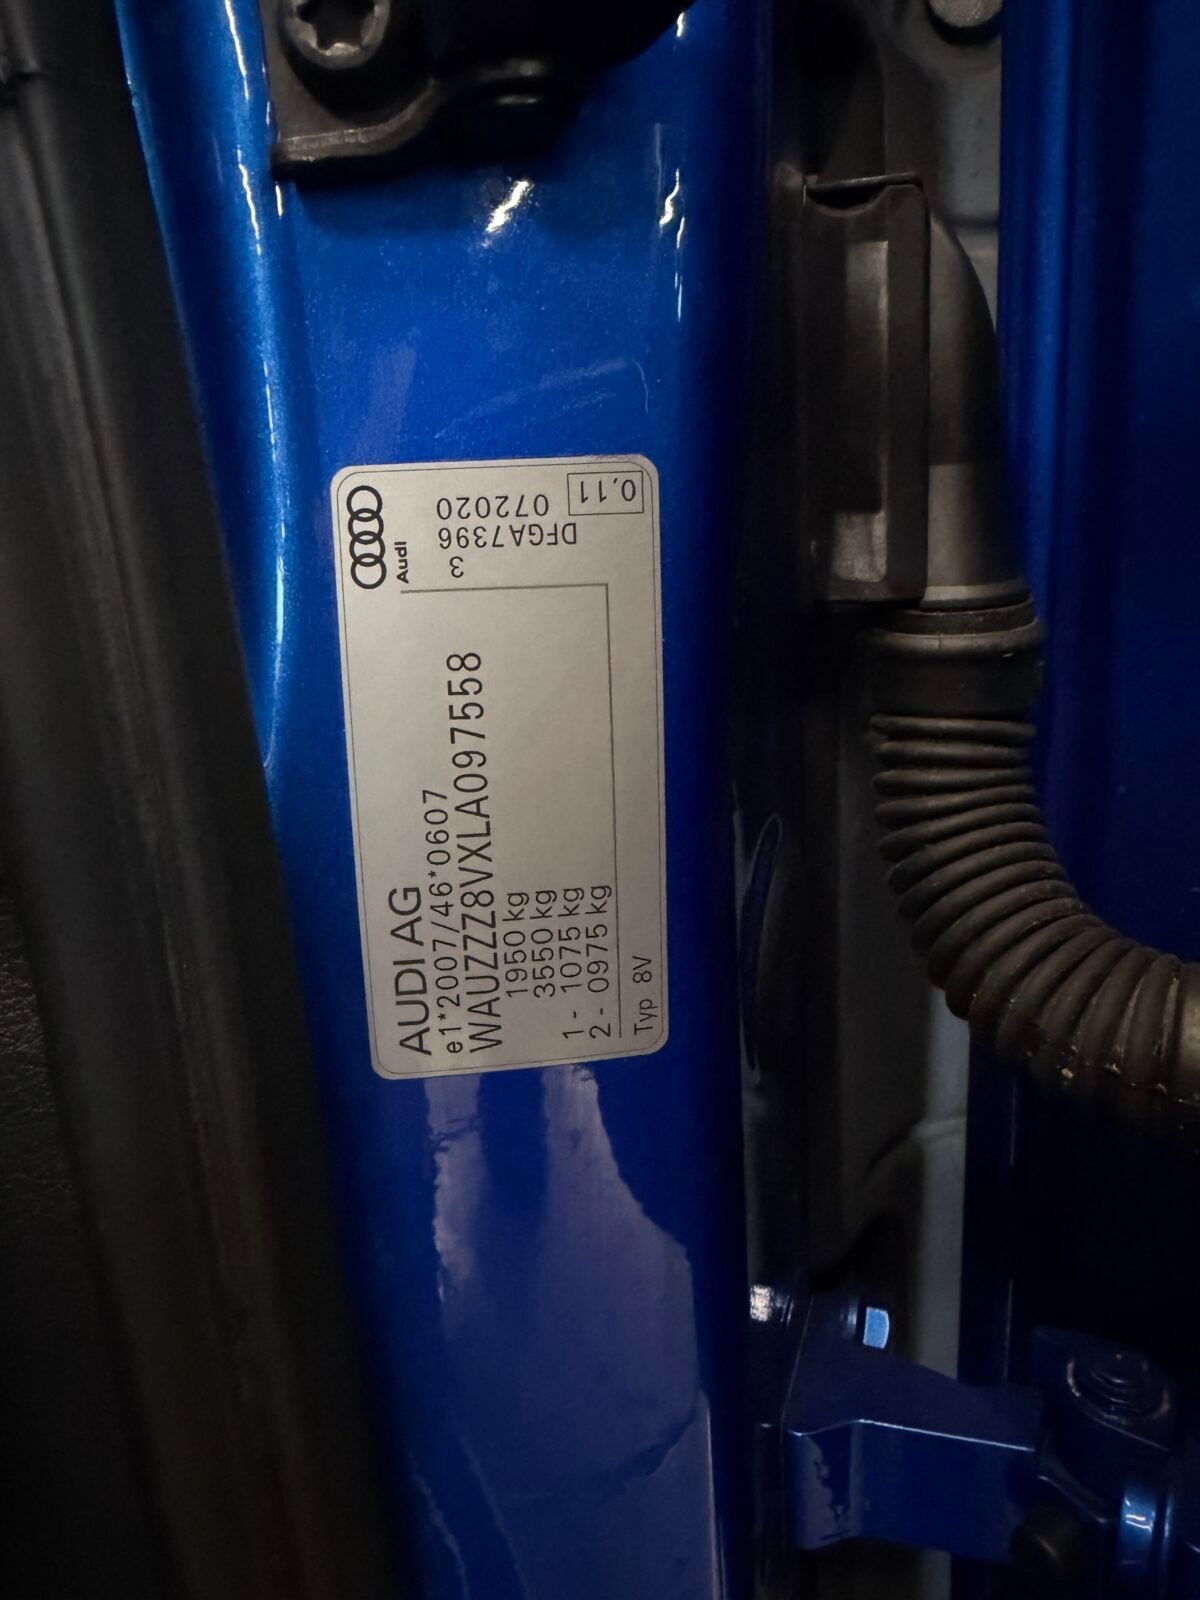 AUDI AG
e1*2007/46*0607
WAUZZZ8VXLA097558
1950 kg
3550 kg
1 - 1075 kg
2 - 0975 kg
Typ 8V
Audi
072020
DFGA7396
3
0,11